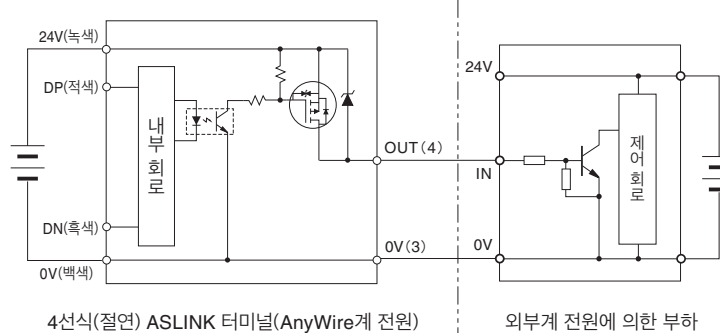 24V(녹색)
DP(적색)
내부 회로
DN(흑색)
0V(백색)
OUT(4)
0V(3)
24V
IN
0V
제어 회로
4선식(절연) ASLINK 터미널(AnyWire계 전원)
외부계 전원에 의한 부하